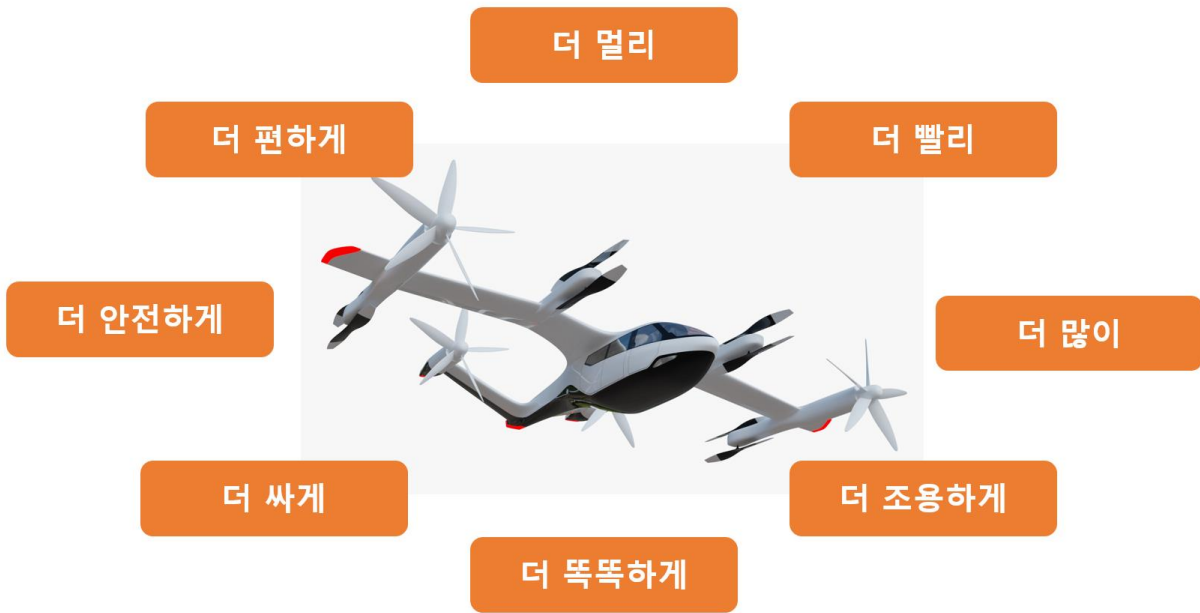 더 멀리
더 편하게
더 빨리
더 안전하게
더 많이
더 싸게
더 조용하게
더 똑똑하게